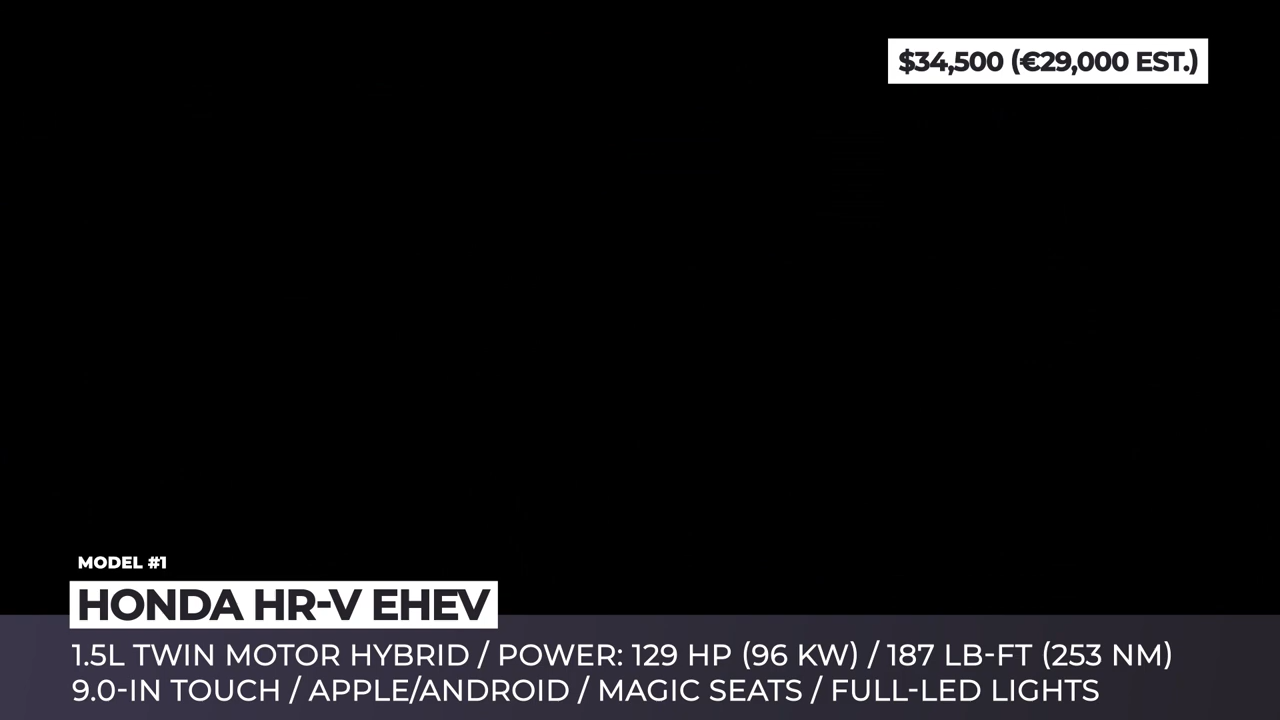 $34,500 (€29,000 EST.)
MODEL #1
HONDA HR-V EHEV
1.5L TWIN MOTOR HYBRID / POWER: 129 HP (96 KW) / 187 LB-FT (253 NM)
9.0-IN TOUCH / APPLE/ANDROID / MAGIC SEATS / FULL-LED LIGHTS